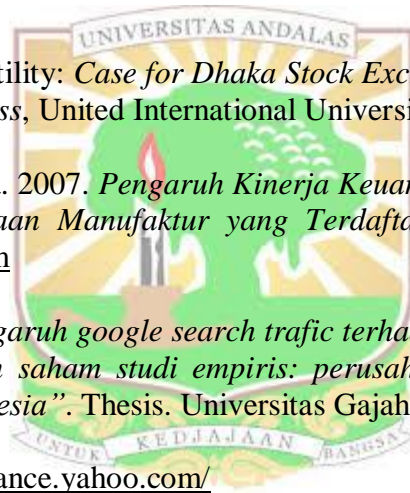 UNIVERSITAS ANDALAS
tility: Case for Dhaka Stock Exc
ss, United International Universi
. 2007. Pengaruh Kinerja Keuan
aan Manufaktur yang Terdafta
garuh google search trafic terha
saham studi empiris: perusah
esia”. Thesis. Universitas Gajah
ance.yahoo.com/
UNTUK KEDJAJAAN BANGSA